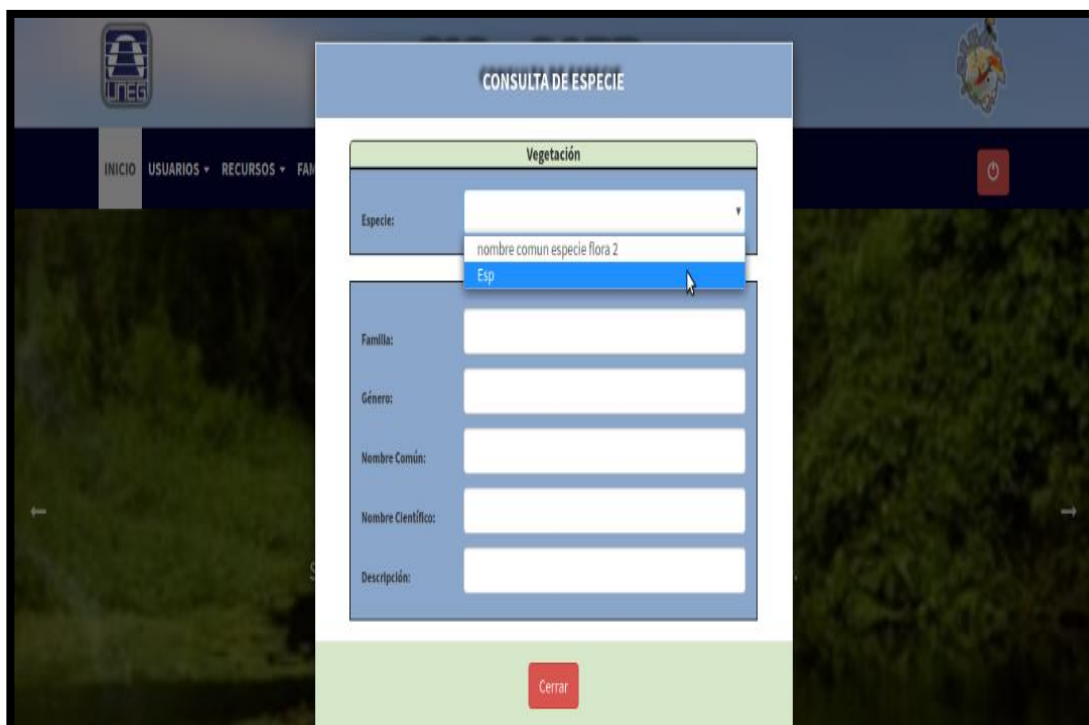 UNEG
CONSULTA DE ESPECIE
INICIO USUARIOS RECURSOS
Vegetación
Especie:
nombre comun especie flora 2
Esp
Familia:
Género:
Nombre Común:
Nombre Científico:
Descripción:
Cerrar